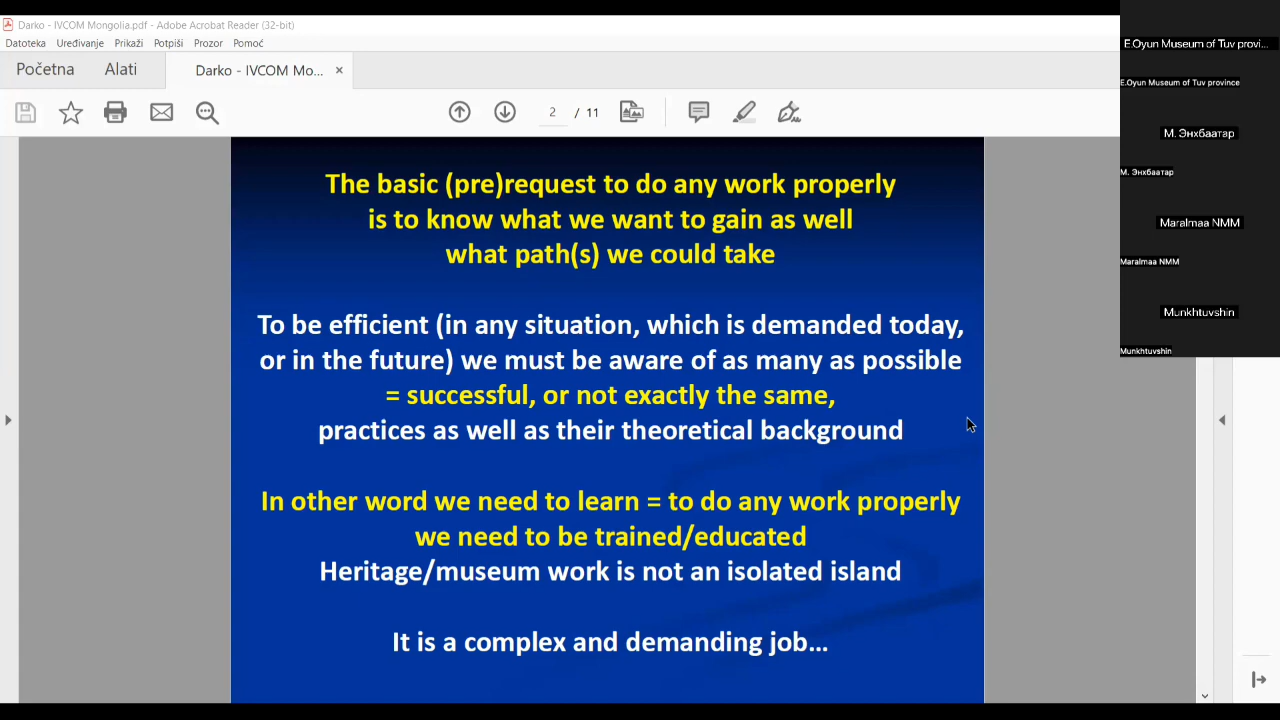 Darko - IVCOM Mongolia.pdf - Adobe Acrobat Reader (32-bit)
Datoteka Uređivanje Prikaži Potpiši Prozor Pomoć
Početna Alati Darko - IVCOM Mo... ×
2 / 11
The basic (pre)request to do any work properly
is to know what we want to gain as well
what path(s) we could take
To be efficient (in any situation, which is demanded today,
or in the future) we must be aware of as many as possible
= successful, or not exactly the same,
practices as well as their theoretical background
In other word we need to learn = to do any work properly
we need to be trained/educated
Heritage/museum work is not an isolated island
It is a complex and demanding job...
E.Oyun Museum of Tuv provi...
E.Oyun Museum of Tuv province
М. Энхбаатар
М. Энхбаатар
Maralmaa NMM
Maralmaa NMM
Munkhtuvshin
Munkhtuvshin